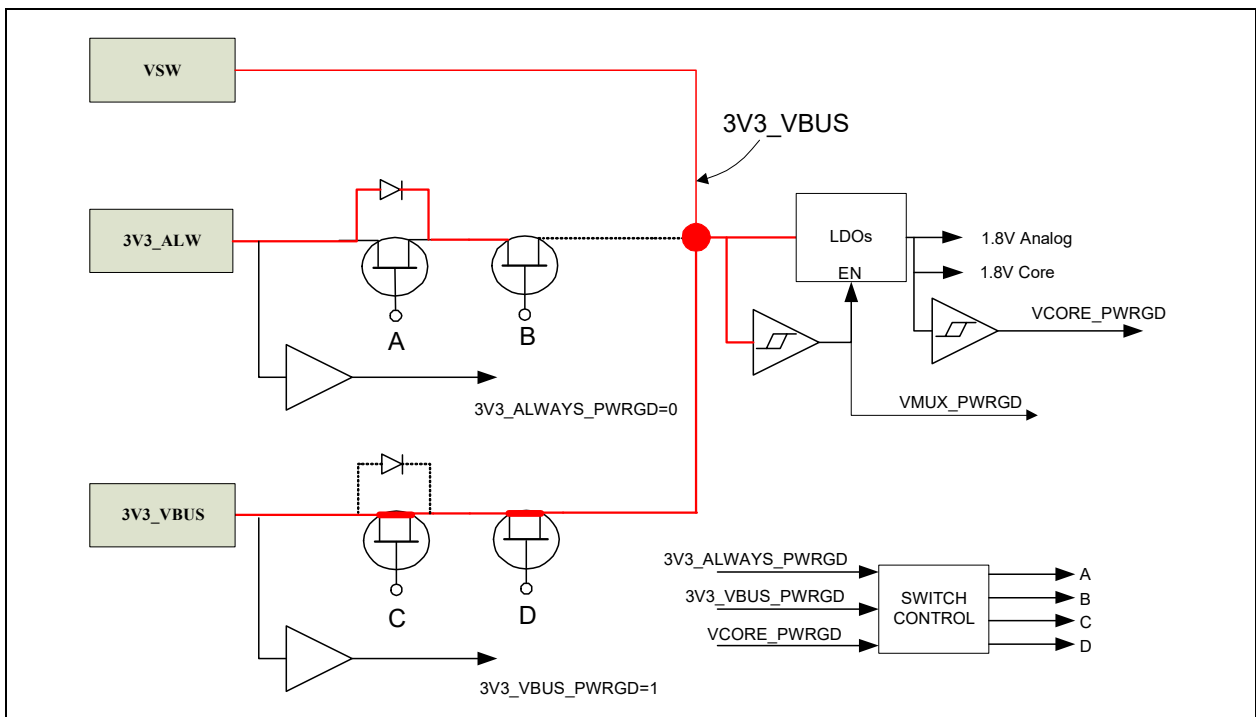 VSW
3V3_VBUS
3V3_ALW
A
B
LDOs
EN
1.8V Analog
1.8V Core
VCORE_PWRGD
VMUX_PWRGD
3V3_ALWAYS_PWRGD=0
3V3_VBUS
C
D
3V3_VBUS_PWRGD=1
3V3_ALWAYS_PWRGD
3V3_VBUS_PWRGD
VCORE_PWRGD
SWITCH
CONTROL
A
B
C
D